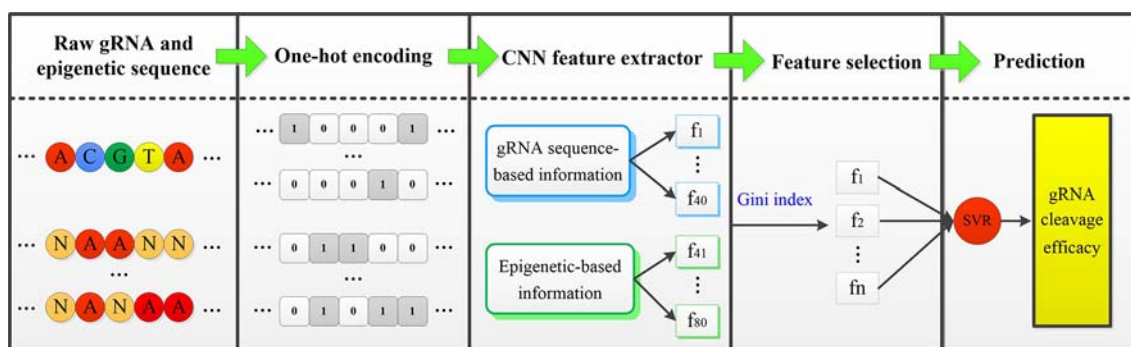 Raw gRNA and
epigenetic sequence
One-hot encoding
CNN feature extractor
Feature selection
Prediction
... A C G T A ...
... N A A N N ...
...
... N A N A A ...
... 1 0 0 0 1 ...
...
... 0 0 0 1 0 ...
... 0 1 1 0 0 ...
...
... 0 1 0 1 1 ...
gRNA sequence-
based information
f1
⋮
f40
Epigenetic-based
information
f41
⋮
f80
Gini index
f1
f2
⋮
fn
SVR
gRNA
cleavage
efficacy